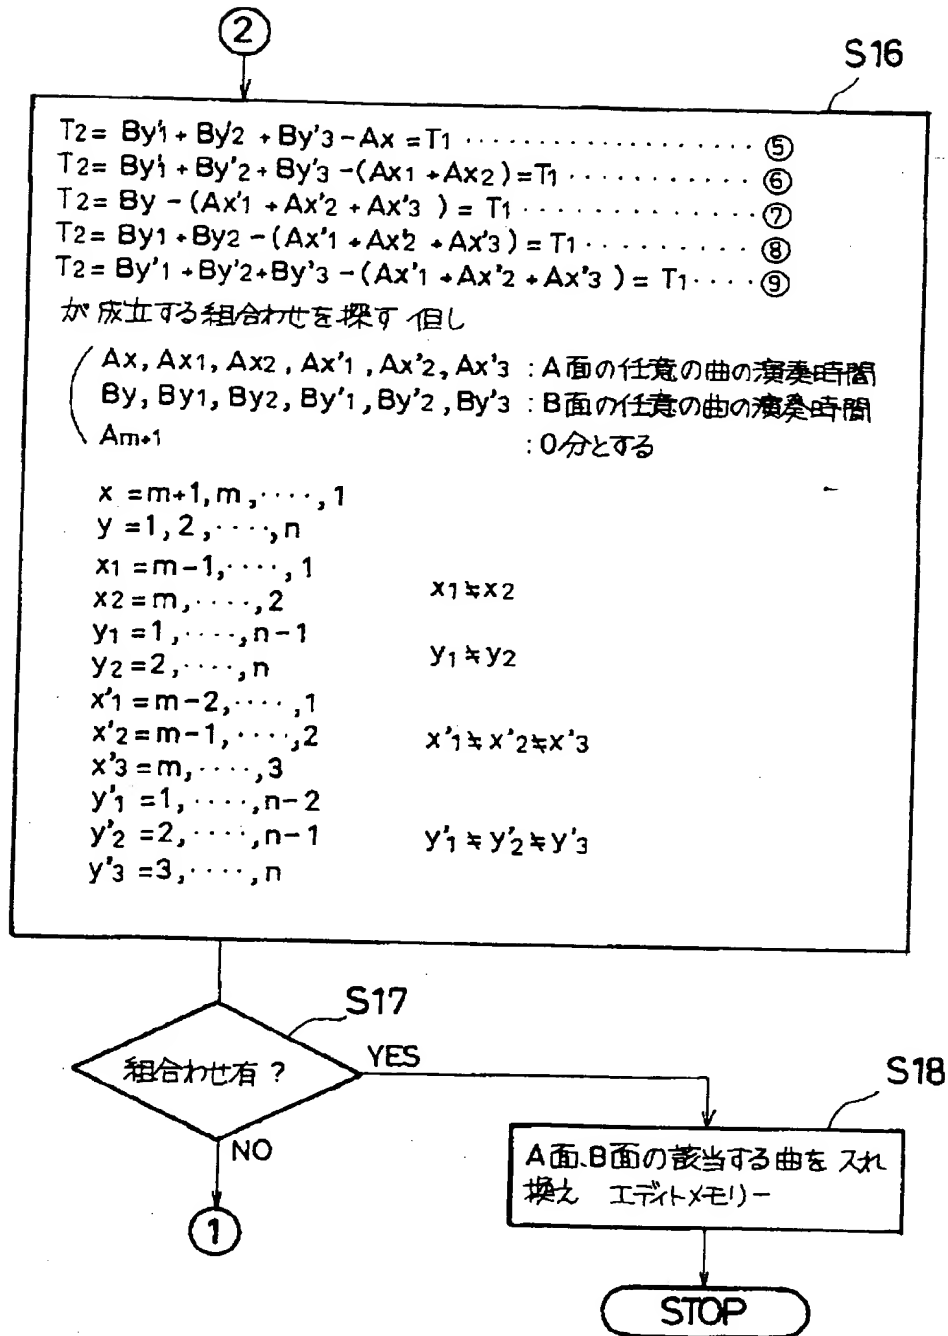 ②
S16
T2= By'1 + By'2 + By'3 - Ax = T1 ・・・・・・・・・・・・・・・・・・・ ⑤
T2= By'1 + By'2 + By'3 - (Ax1 + Ax2) = T1 ・・・・・・・・・・・・ ⑥
T2= By - (Ax'1 + Ax'2 + Ax'3 ) = T1 ・・・・・・・・・・・・・・ ⑦
T2= By1 + By2 - (Ax'1 + Ax'2 + Ax'3) = T1 ・・・・・・・・・ ⑧
T2= By'1 + By'2 + By'3 - (Ax'1 + Ax'2 + Ax'3 ) = T1 ・・・・ ⑨
が成立する組合わせを探す 但し
Ax, Ax1, Ax2, Ax'1, Ax'2, Ax'3 : A面の任意の曲の演奏時間
By, By1, By2, By'1, By'2, By'3 : B面の任意の曲の演奏時間
Am+1 : 0分とする
x = m+1, m, ・・・・, 1
y = 1, 2, ・・・・, n
x1 = m-1, ・・・・, 1
x2 = m, ・・・・, 2 x1≒x2
y1 = 1, ・・・・, n-1
y2 = 2, ・・・・, n y1≒y2
x'1 = m-2, ・・・・, 1
x'2 = m-1, ・・・・, 2 x'1≒x'2≒x'3
x'3 = m, ・・・・, 3
y'1 = 1, ・・・・, n-2
y'2 = 2, ・・・・, n-1 y'1≒y'2≒y'3
y'3 = 3, ・・・・, n
S17
組合わせ有 ?
YES
NO
①
S18
A面、B面の該当する曲を入れ
換え エディトメモリー
STOP